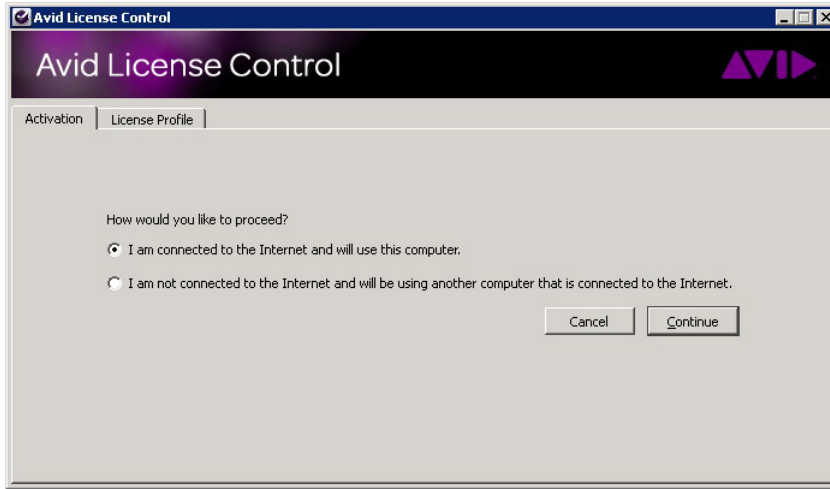 Avid License Control
Avid License Control
AVID
Activation
License Profile
How would you like to proceed?
I am connected to the Internet and will use this computer.
I am not connected to the Internet and will be using another computer that is connected to the Internet.
Cancel
Continue